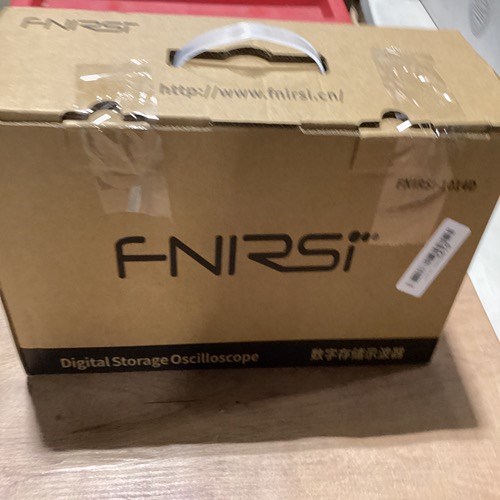 FNIRSI
http://www.fnirsi.cn/
FNIRSI-1014D
FNIRSI
Digital Storage Oscilloscope 数字存储示波器